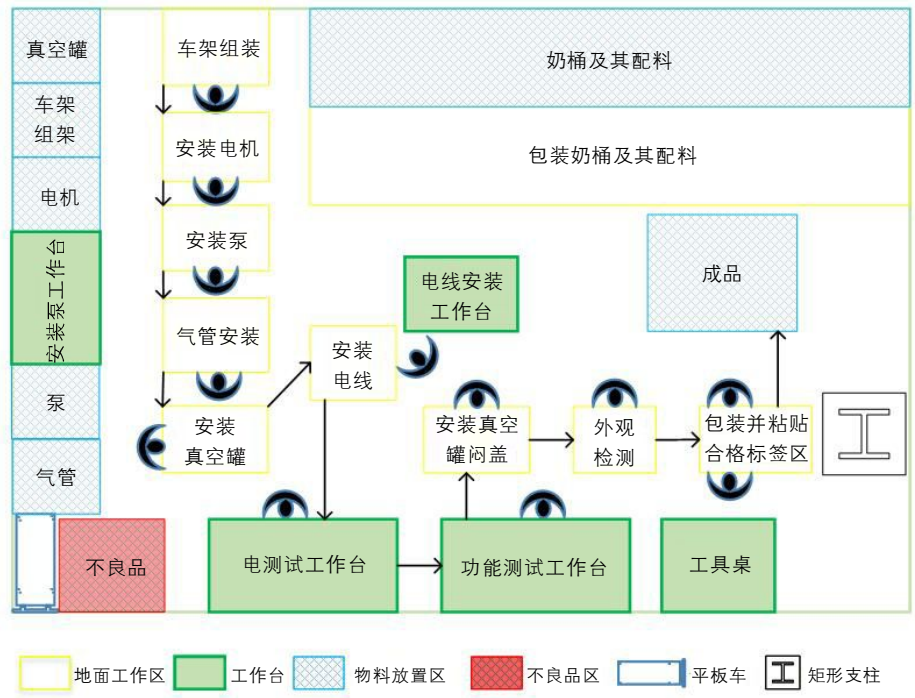 真空罐
车架
组架
电机
安装泵工作台
泵
气管
不良品
车架组装
安装电机
安装泵
气管安装
安装
真空罐
安装
电线
电线安装
工作台
奶桶及其配料
包装奶桶及其配料
成品
安装真空
罐闷盖
外观
检测
包装并粘贴
合格标签区
电测试工作台
功能测试工作台
工具桌
地面工作区
工作台
物料放置区
不良品区
平板车
矩形支柱